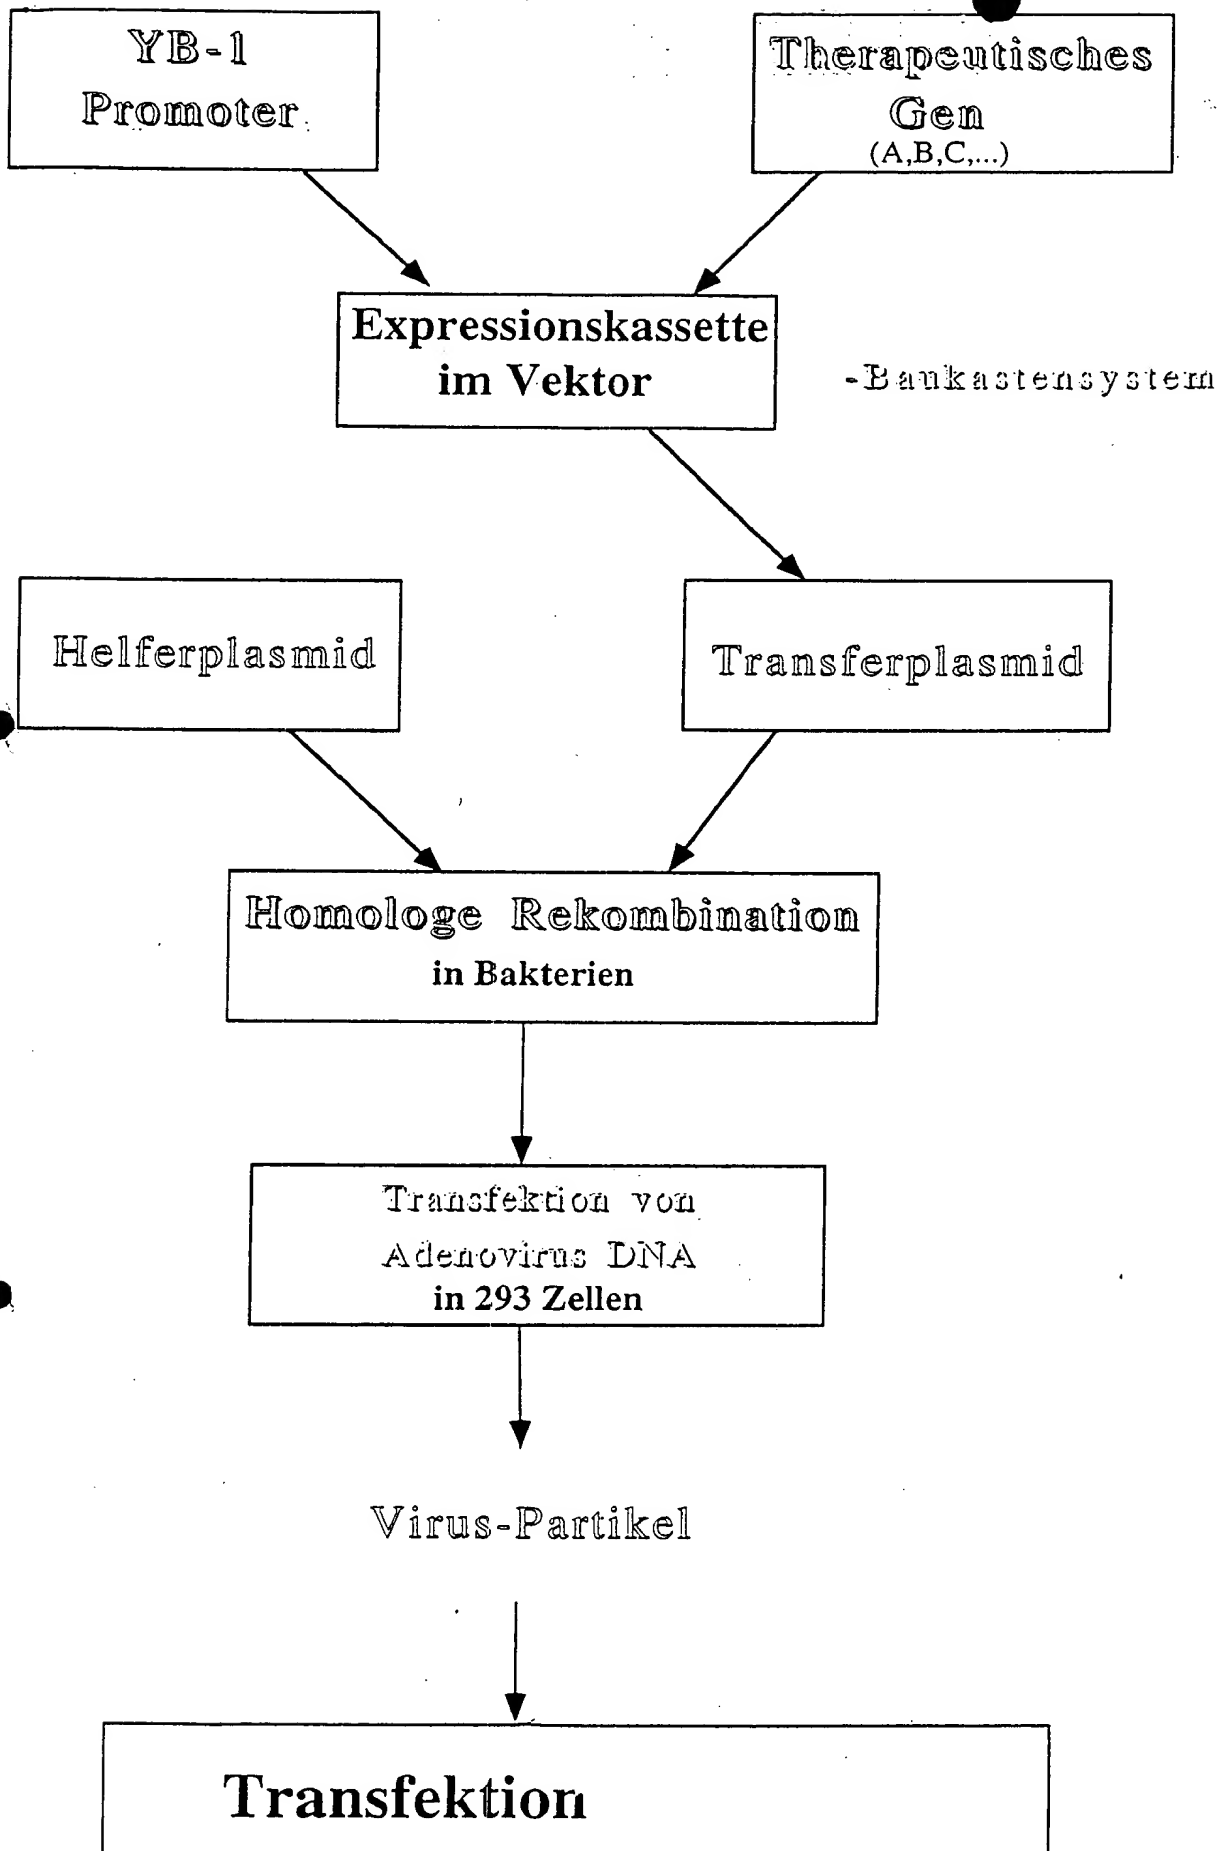 YB-1
Promoter
Therapeutisches
Gen
(A,B,C,...)
Expressionskassette
im Vektor
-Baukastensystem
Helferplasmid
Transferplasmid
Homologe Rekombination
in Bakterien
Transfektion von
Adenovirus DNA
in 293 Zellen
Virus-Partikel
Transfektion